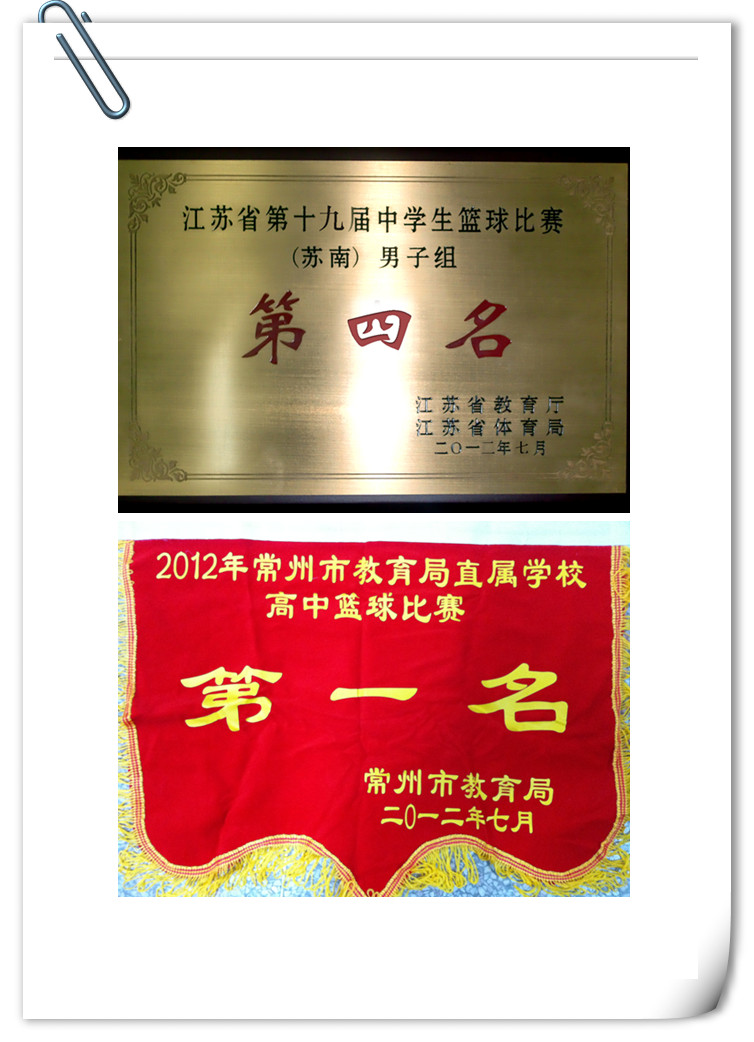 江苏省第十九届中学生篮球比赛
(苏南) 男子组
第四名
江苏省教育厅
江苏省体育局
二〇一二年七月
2012年常州市教育局直属学校
高中篮球比赛
第一名
常州市教育局
二〇一二年七月